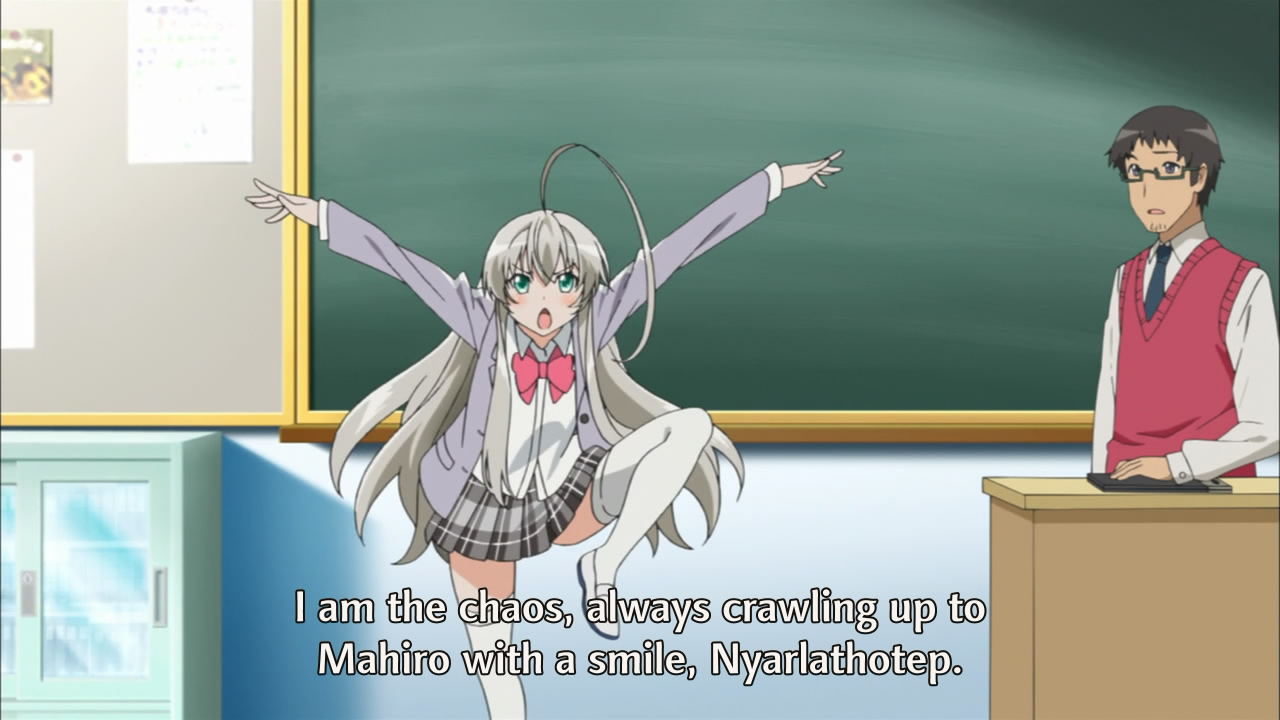 I am the chaos, always crawling up to
Mahiro with a smile, Nyarlathotep.